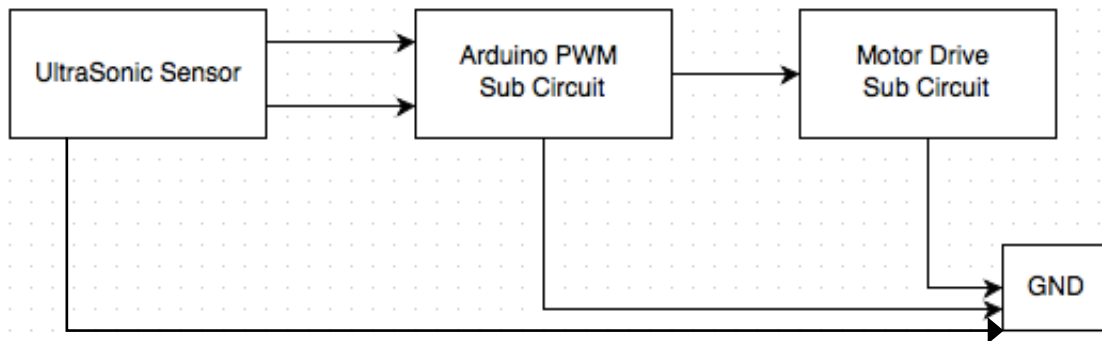 UltraSonic Sensor
Arduino PWM
Sub Circuit
Motor Drive
Sub Circuit
GND